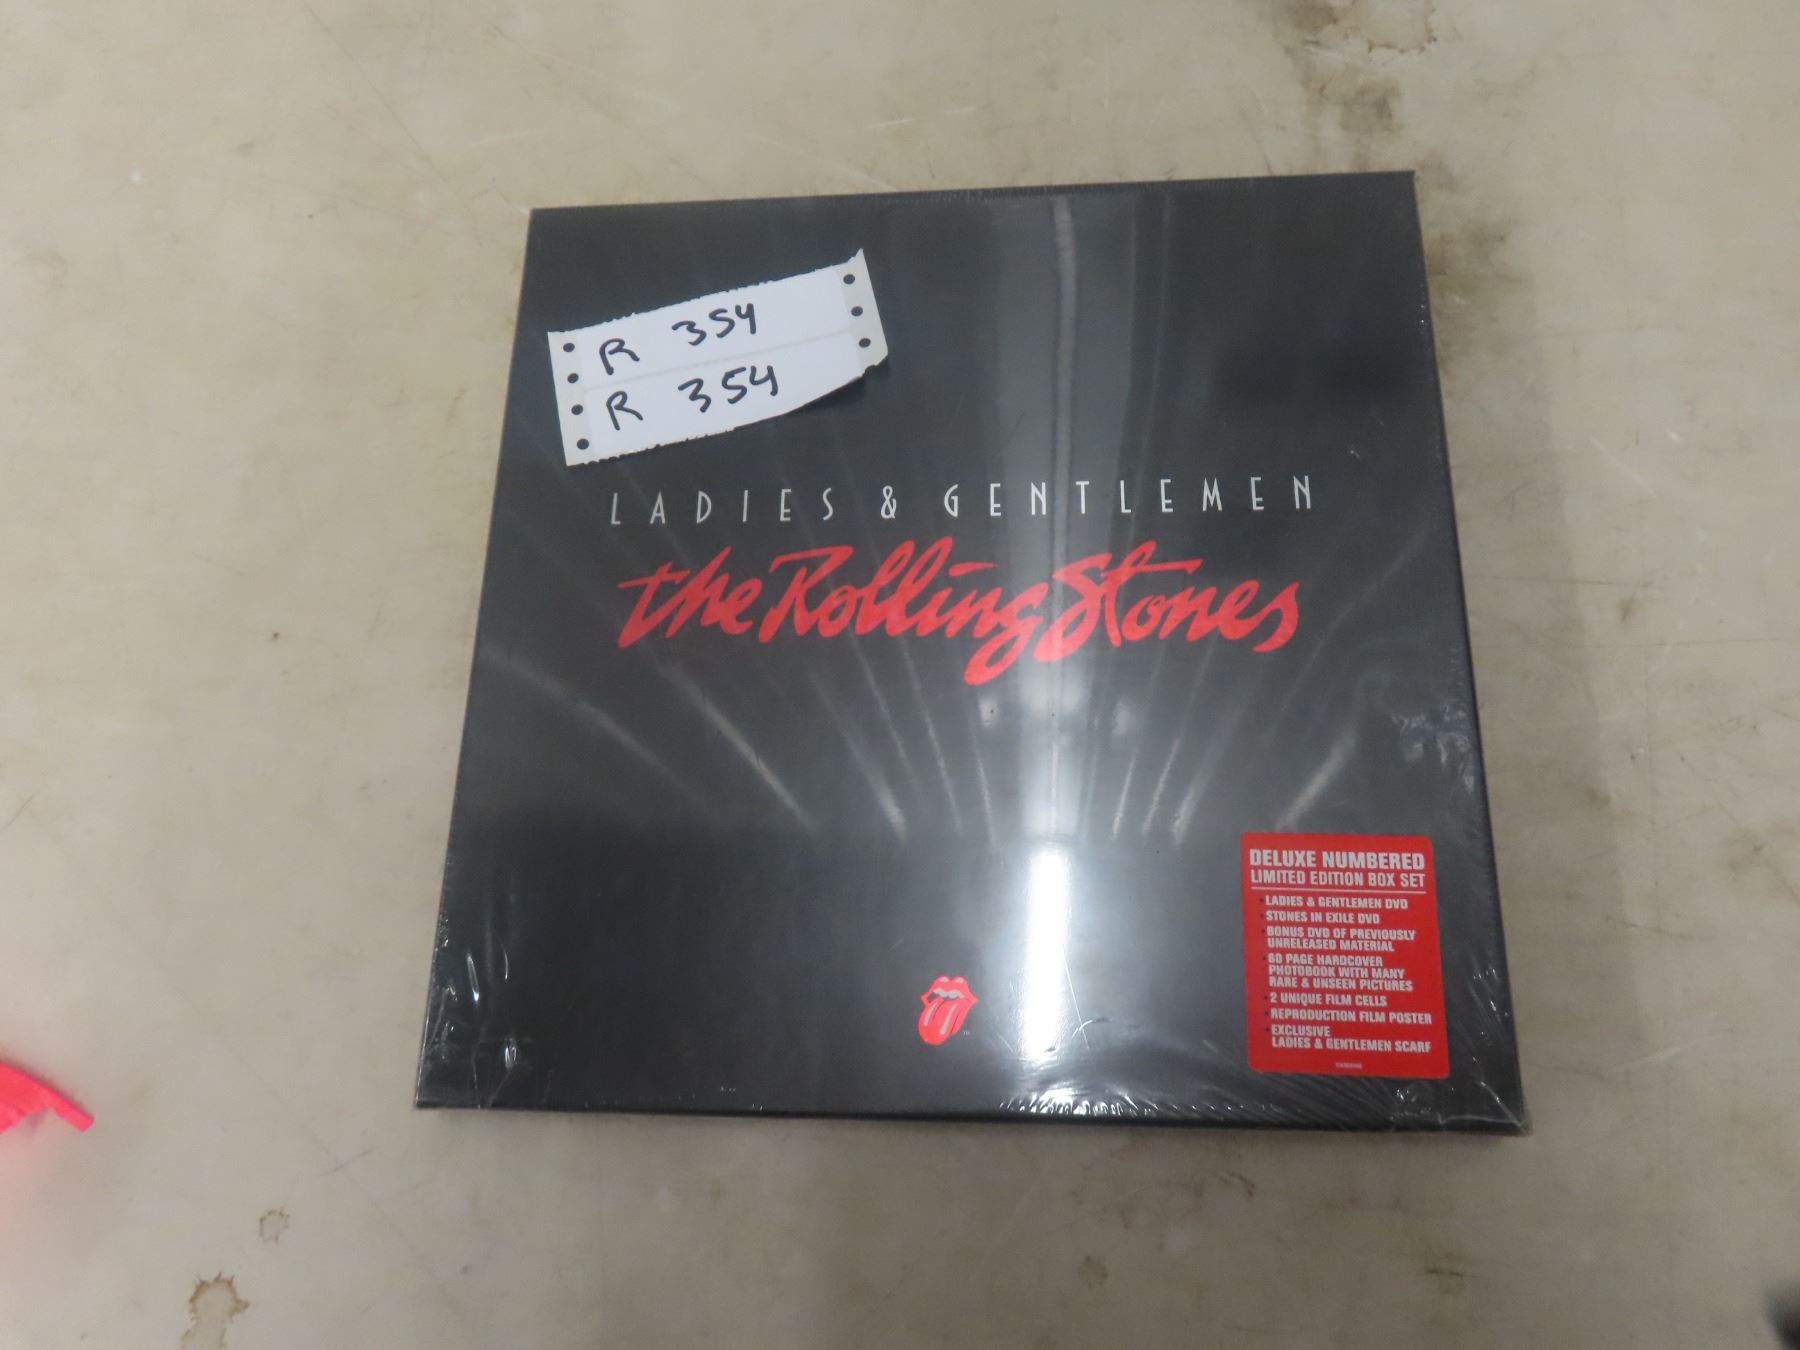 R 354
R 354
LADIES & GENTLEMEN
the Rolling Stones
DELUXE NUMBERED
LIMITED EDITION BOX SET
• LADIES & GENTLEMEN DVD
• STONES IN EXILE DVD
• BONUS DVD OF PREVIOUSLY
UNRELEASED MATERIAL
• 60 PAGE HARDCOVER
PHOTOBOOK WITH MANY
RARE & UNSEEN PICTURES
• 2 UNIQUE FILM CELLS
• REPRODUCTION FILM POSTER
• EXCLUSIVE
LADIES & GENTLEMEN SCARF